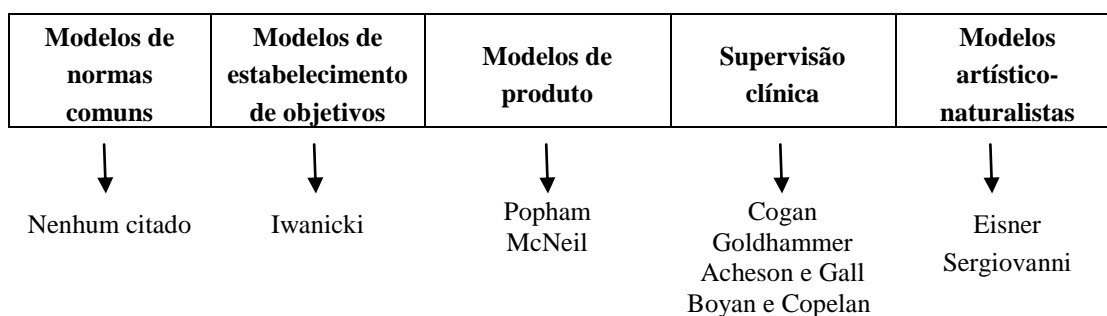 Modelos de
normas
comuns
Modelos de
estabelecimento
de objetivos
Modelos de
produto
Supervisão
clínica
Modelos
artístico-
naturalistas
Nenhum citado
Iwanicki
Popham
McNeil
Cogan
Goldhammer
Acheson e Gall
Boyan e Copelan
Eisner
Sergiovanni